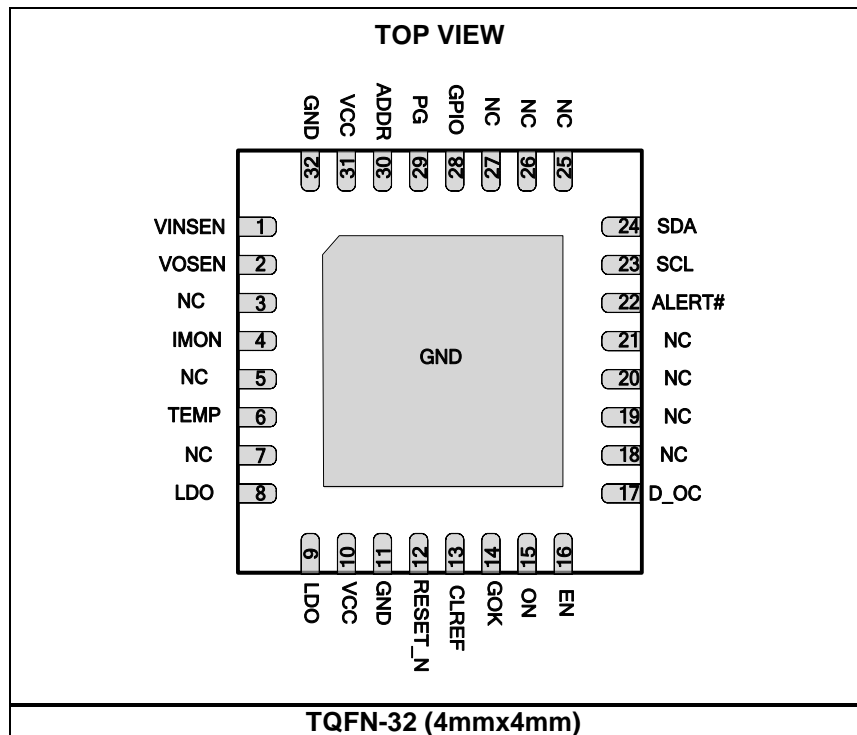 TOP VIEW
GND
VCC
ADDR
PG
GPIO
NC
NC
NC
32
31
30
29
28
27
26
25
VINSEN 1
VOSEN 2
NC 3
IMON 4
NC 5
TEMP 6
NC 7
LDO 8
GND
24 SDA
23 SCL
22 ALERT#
21 NC
20 NC
19 NC
18 NC
17 D_OC
9
10
11
12
13
14
15
16
LDO
VCC
GND
RESET_N
CLREF
GOK
ON
EN
TQFN-32 (4mmx4mm)